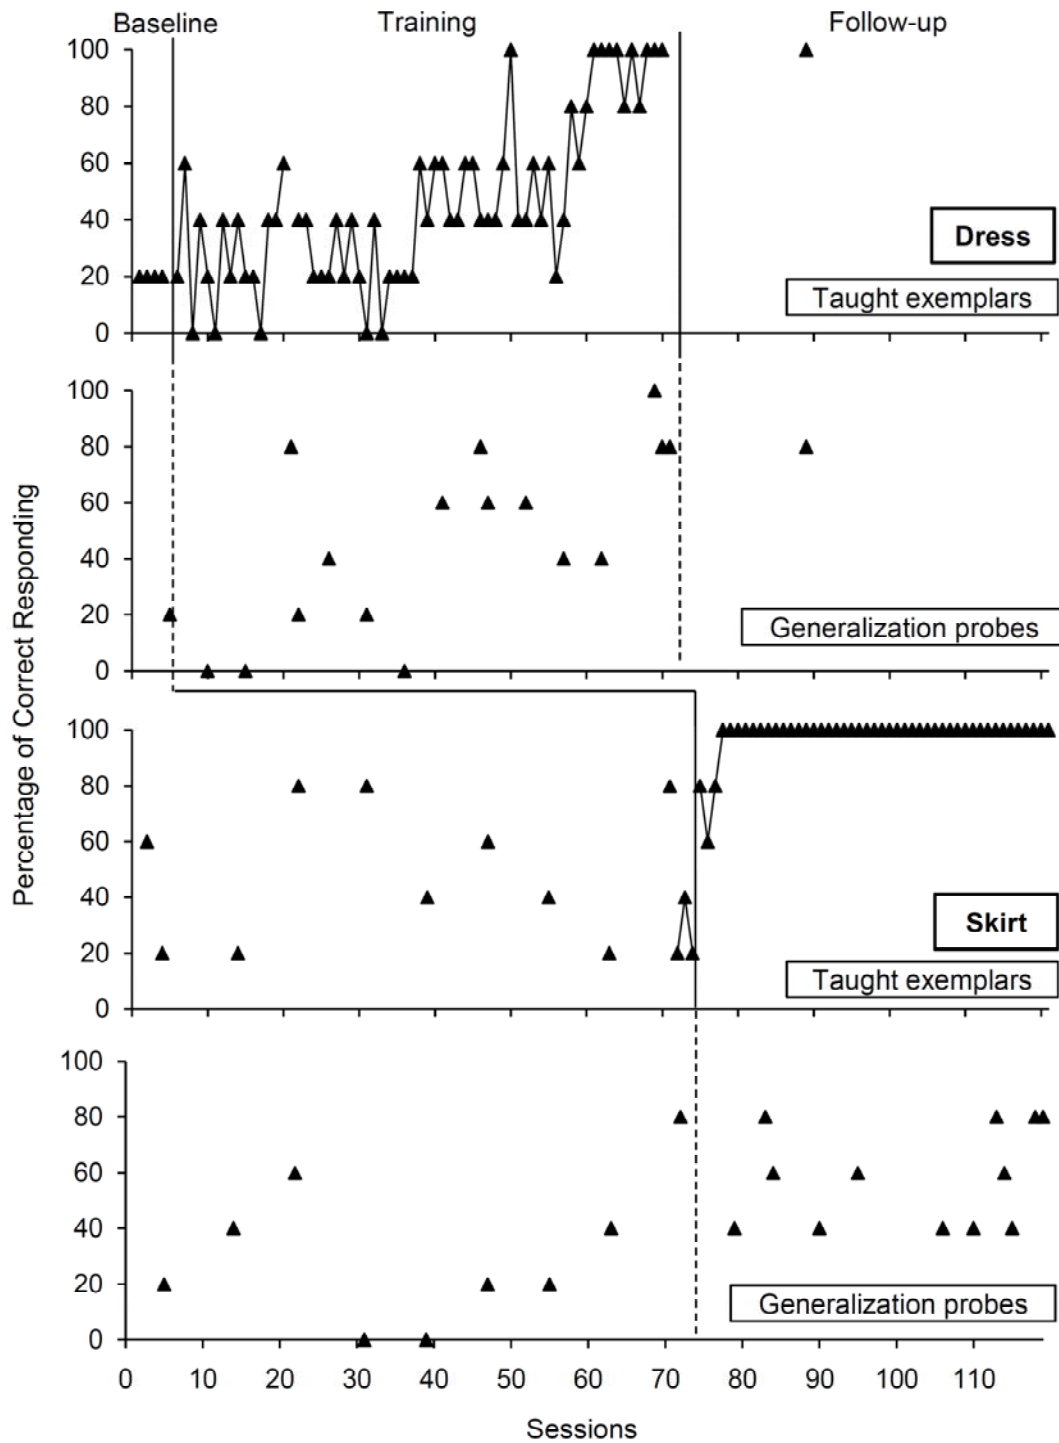 Baseline Training Follow-up
100
80
60
40
20
0
Dress
Taught exemplars
100
80
60
40
20
0
Generalization probes
Percentage of Correct Responding
100
80
60
40
20
0
Skirt
Taught exemplars
100
80
60
40
20
0
Generalization probes
0 10 20 30 40 50 60 70 80 90 100 110
Sessions